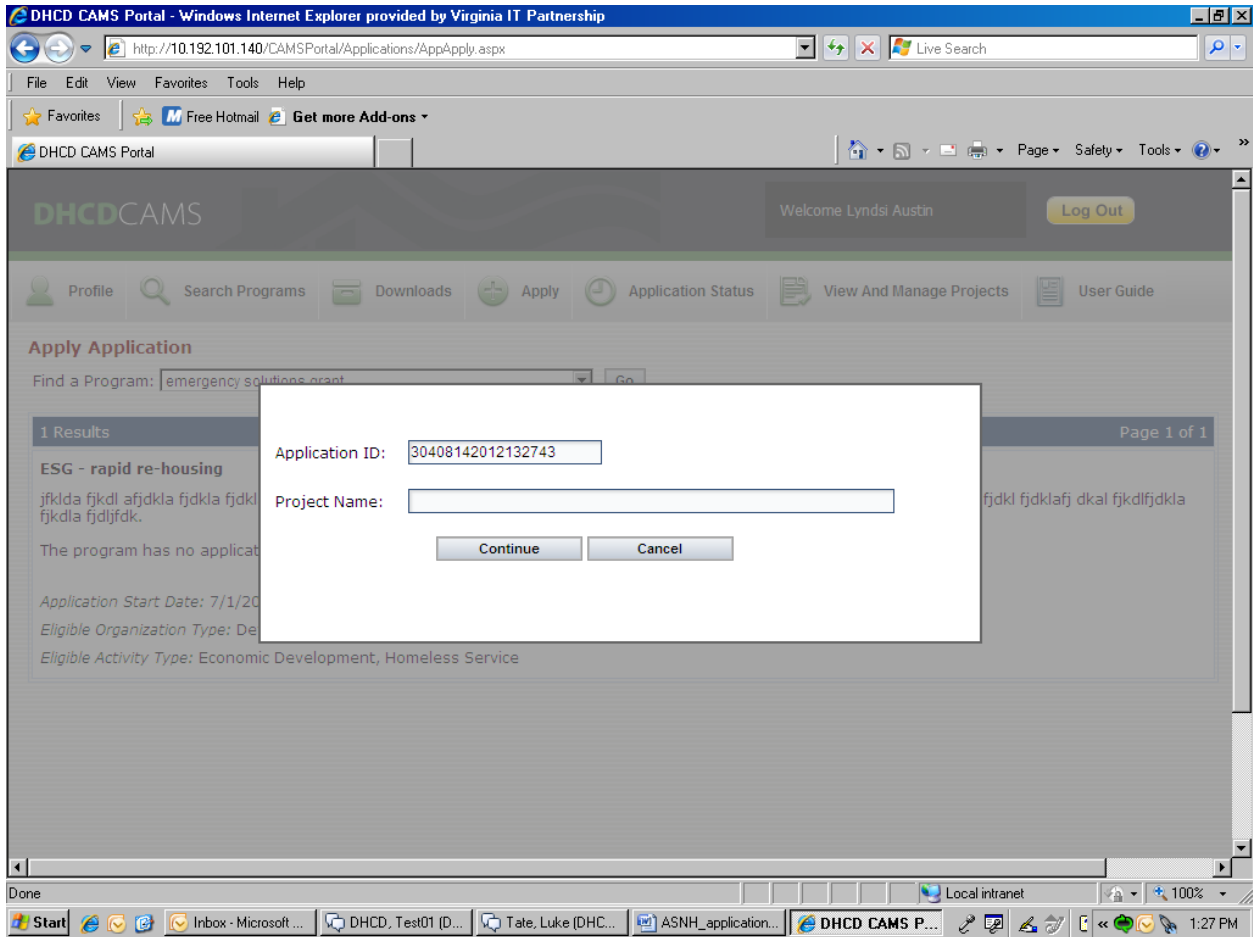 DHCD CAMS Portal - Windows Internet Explorer provided by Virginia IT Partnership
http://10.192.101.140/CAMSPortal/Applications/AppApply.aspx
Live Search
File Edit View Favorites Tools Help
Favorites Free Hotmail Get more Add-ons
DHCD CAMS Portal
Page Safety Tools
DHCDCAMS
Welcome Lyndsi Austin
Log Out
Profile Search Programs Downloads Apply Application Status View And Manage Projects User Guide
Apply Application
Find a Program: emergency solutions grant Go
1 Results Page 1 of 1
ESG - rapid re-housing
jfklda fjkdl afjdkla fjdkla fjdkl fjdkl fjdklafj dkal fjkdlfjdkla
fjkdla fjdljfdk.
The program has no applicat
Application Start Date: 7/1/20
Eligible Organization Type: De
Eligible Activity Type: Economic Development, Homeless Service
Application ID: 30408142012132743
Project Name:
Continue Cancel
Done Local intranet 100%
Start Inbox - Microsoft ... DHCD, Test01 (D... Tate, Luke (DHC... ASNH_application... DHCD CAMS P... 1:27 PM